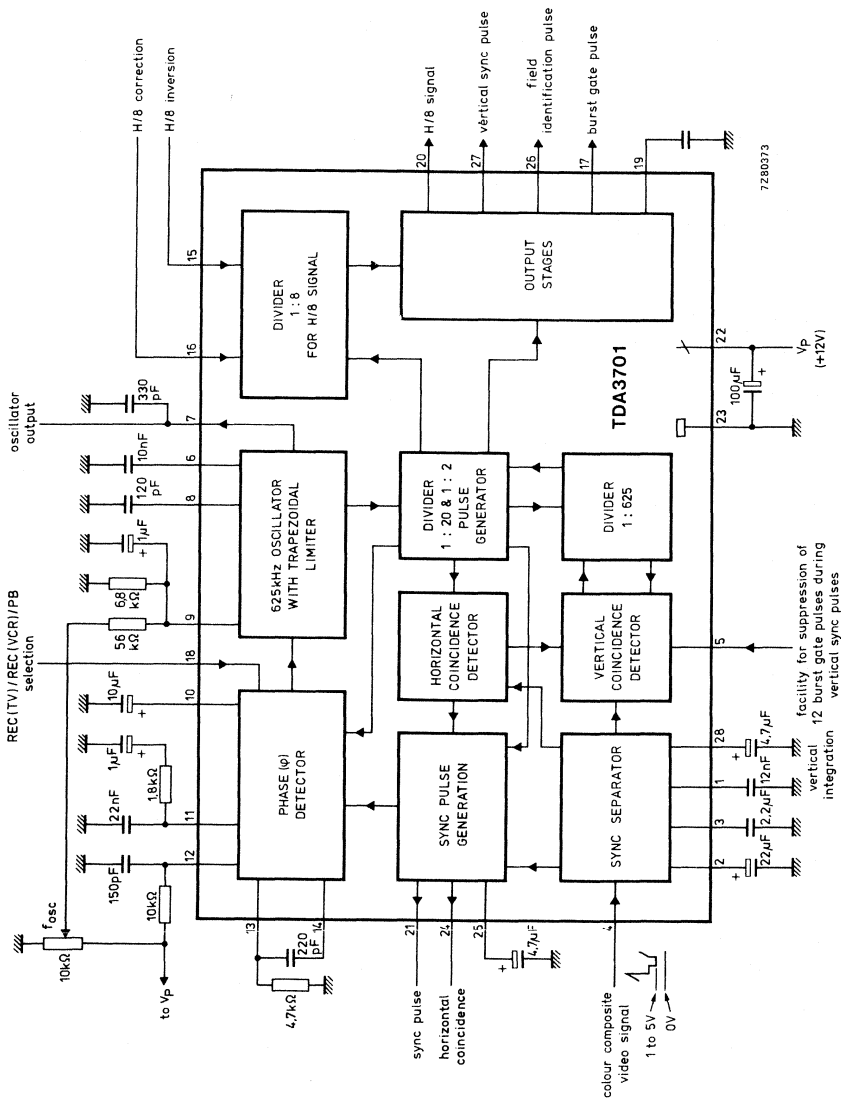 H/8 correction
H/8 inversion
oscillator
output
REC(TV)/REC(VCR)/PB
selection
fosc
10kΩ
to Vp
10kΩ
150pF
22nF
1,8kΩ
1µF
+
10µF
+
56
kΩ
6,8
kΩ
1µF
+
120
pF
10nF
330
pF
12
11
10
18
9
8
6
7
16
15
13
14
220
pF
4,7kΩ
PHASE (φ)
DETECTOR
625kHz OSCILLATOR
WITH TRAPEZOIDAL
LIMITER
DIVIDER
1 : 8
FOR H/8 SIGNAL
20
H/8 signal
27
vertical sync pulse
26
field
identification pulse
17
burst gate pulse
19
OUTPUT
STAGES
SYNC PULSE
GENERATION
HORIZONTAL
COINCIDENCE
DETECTOR
DIVIDER
1 : 20 & 1 : 2
PULSE
GENERATOR
21
sync pulse
24
horizontal
coincidence
25
4,7µF
+
SYNC SEPARATOR
VERTICAL
COINCIDENCE
DETECTOR
DIVIDER
1 : 625
TDA3701
4
colour composite
video signal
1 to 5V
0V
2
3
1
28
5
23
22
+
22µF
2,2µF
12nF
+
4,7µF
vertical
integration
facility for suppression of
12 burst gate pulses during
vertical sync pulses
100µF
+
Vp
(+12V)
7Z80373